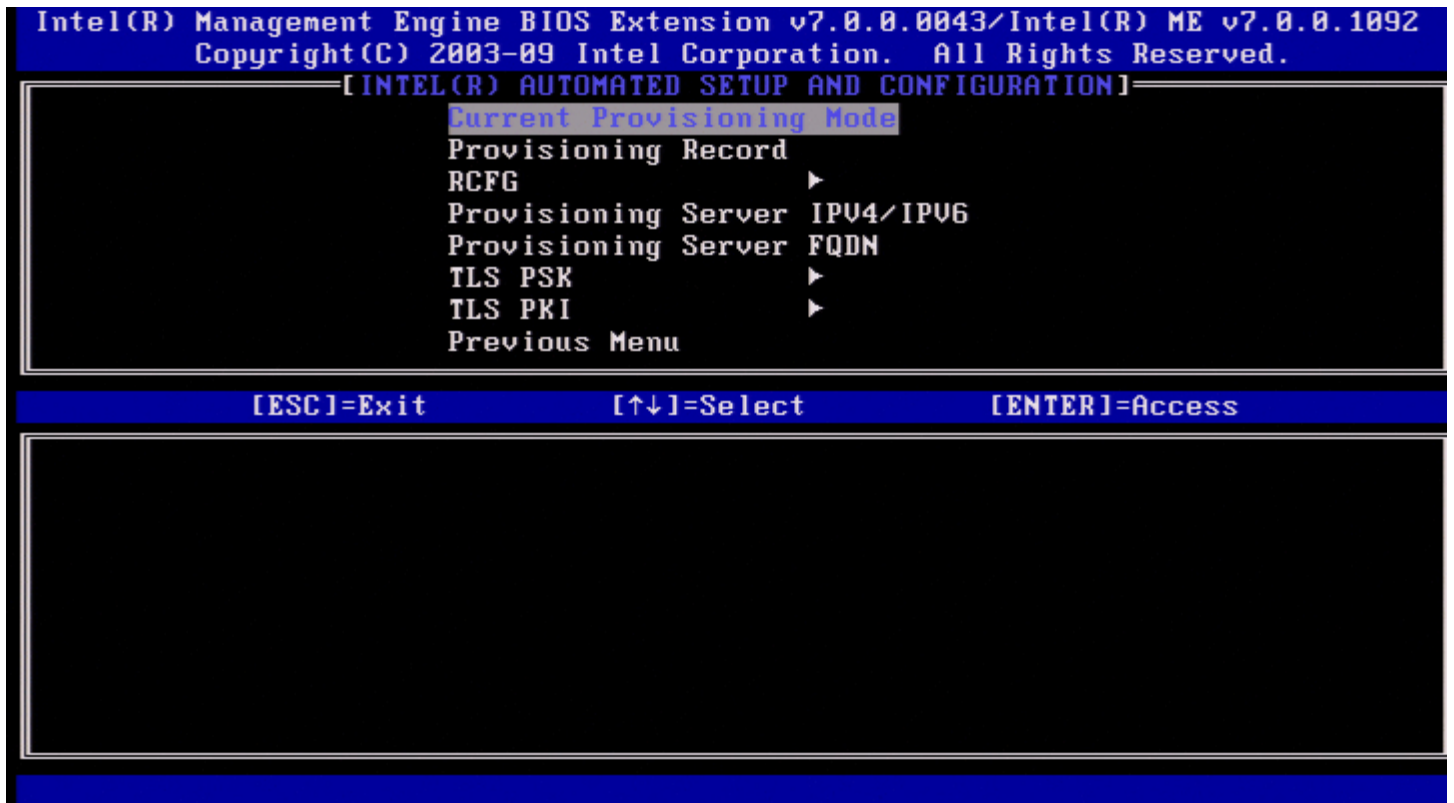 Intel(R) Management Engine BIOS Extension v7.0.0.0043/Intel(R) ME v7.0.0.1092
Copyright(C) 2003-09 Intel Corporation. All Rights Reserved.
[INTEL(R) AUTOMATED SETUP AND CONFIGURATION]
Current Provisioning Mode
Provisioning Record
RCFG ►
Provisioning Server IPV4/IPV6
Provisioning Server FQDN
TLS PSK ►
TLS PKI ►
Previous Menu
[ESC]=Exit [↑↓]=Select [ENTER]=Access